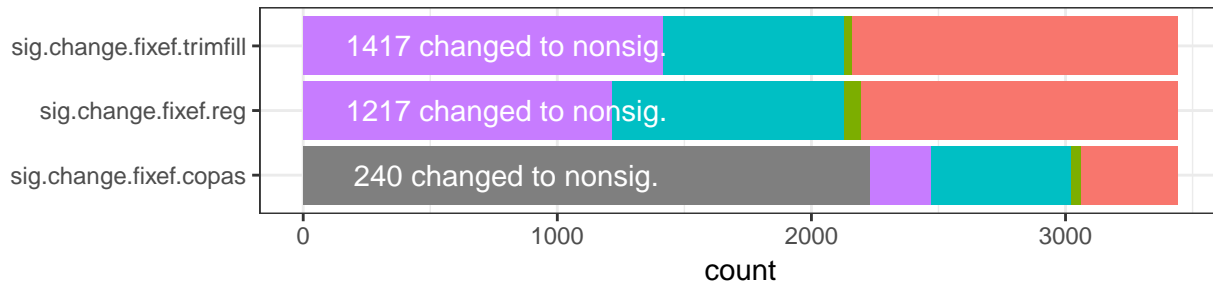 sig.change.fixef.trimfill
1417 changed to nonsig.
sig.change.fixef.reg
1217 changed to nonsig.
sig.change.fixef.copas
240 changed to nonsig.
0 1000 2000 3000
count